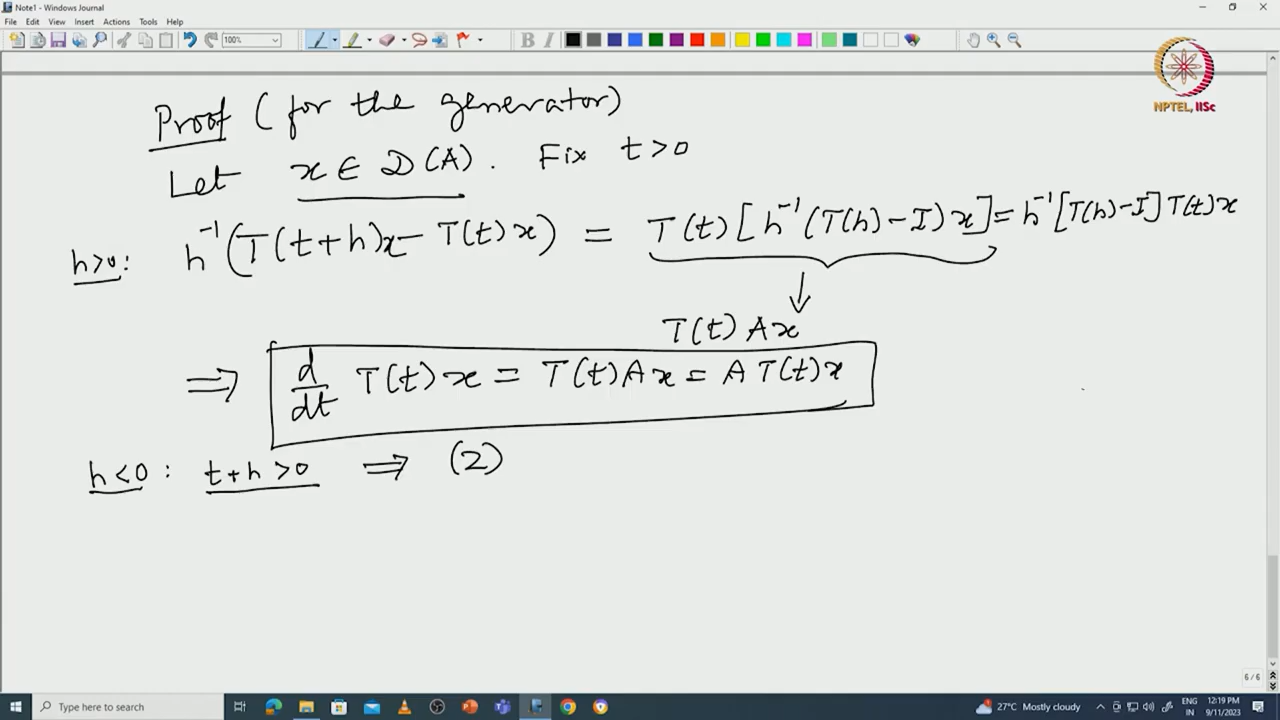 Note1 - Windows Journal
File Edit View Insert Actions Tools Help
100%
NPTEL, IISc
Proof (for the generator)
Let x ∈ D(A). Fix t > 0
h>0: h⁻¹(T(t+h)x − T(t)x) = T(t)[h⁻¹(T(h)−I)x] = h⁻¹[T(h)−I]T(t)x
↓
T(t)Ax
⇒ d/dt T(t)x = T(t)Ax = A T(t)x
h<0: t+h>0 ⇒ (2)
6/6
Type here to search
27°C Mostly cloudy
ENG
IN
12:19 PM
9/11/2023